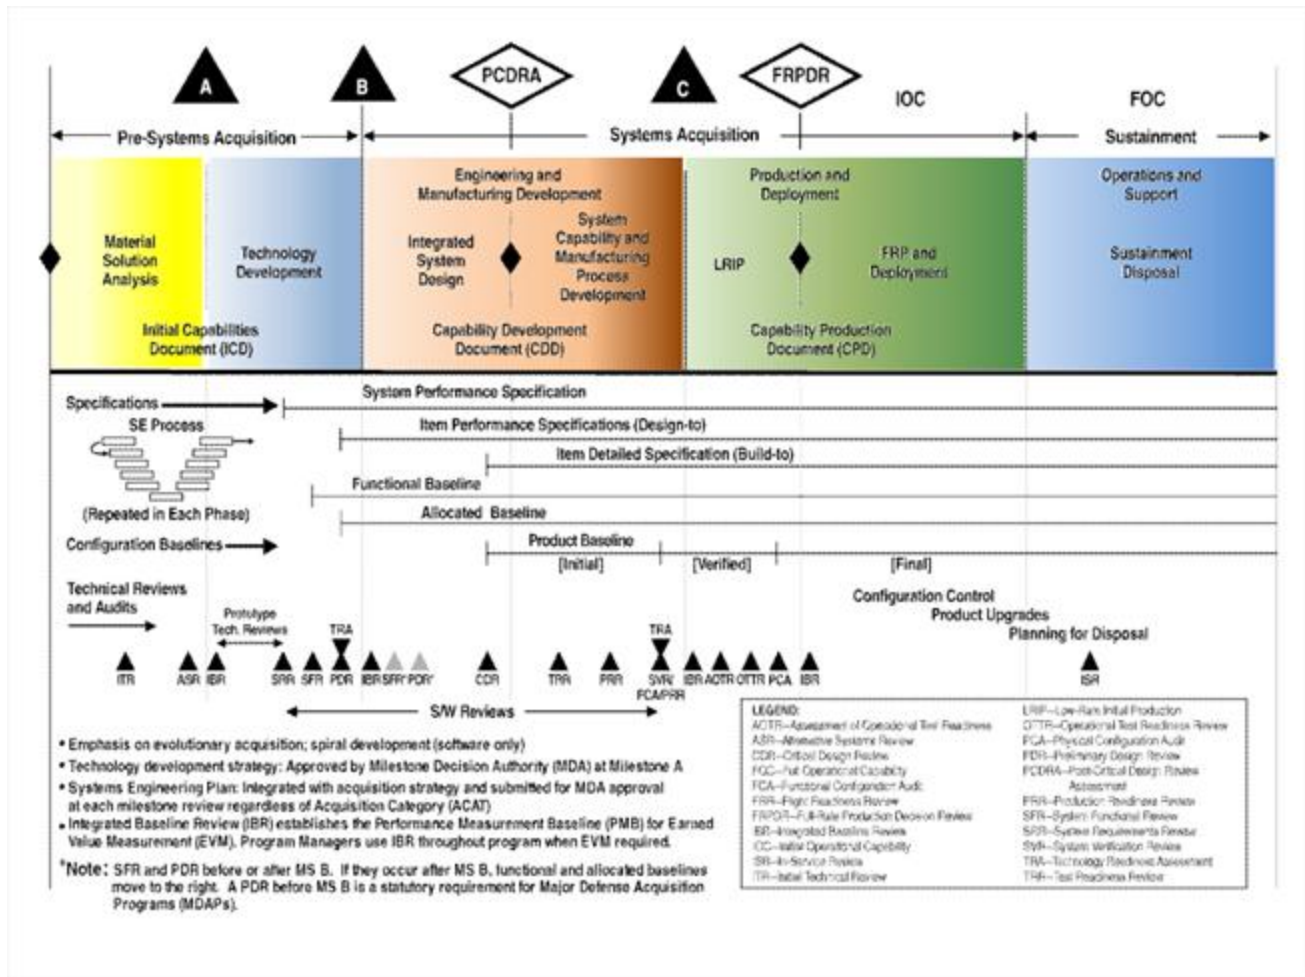 A
B
PCDRA
C
FRPDR
IOC
FOC
Pre-Systems Acquisition
Systems Acquisition
Sustainment
Material
Solution
Analysis
Technology
Development
Initial Capabilities
Document (ICD)
Engineering and
Manufacturing Development
Integrated
System
Design
System
Capability and
Manufacturing
Process
Development
Capability Development
Document (CDD)
Production and
Deployment
LRIP
FRP and
Deployment
Capability Production
Document (CPD)
Operations and
Support
Sustainment
Disposal
Specifications
System Performance Specification
SE Process
Item Performance Specifications (Design-to)
Item Detailed Specification (Build-to)
Functional Baseline
(Repeated in Each Phase)
Allocated Baseline
Configuration Baselines
Product Baseline
[Initial]
[Verified]
[Final]
Technical Reviews
and Audits
Prototype
Tech. Reviews
TRA
TRA
Configuration Control
Product Upgrades
Planning for Disposal
ITR
ASR
IBR
SRR
SFR
PDR
IBR
SFR*
PDR*
CDR
TRR
PRR
SVR/
FCA/PRR
IBR
AOTR
OTTR
PCA
IBR
ISR
S/W Reviews
• Emphasis on evolutionary acquisition; spiral development (software only)
• Technology development strategy: Approved by Milestone Decision Authority (MDA) at Milestone A
• Systems Engineering Plan: Integrated with acquisition strategy and submitted for MDA approval
at each milestone review regardless of Acquisition Category (ACAT)
• Integrated Baseline Review (IBR) establishes the Performance Measurement Baseline (PMB) for Earned
Value Measurement (EVM). Program Managers use IBR throughout program when EVM required.
*Note: SFR and PDR before or after MS B. If they occur after MS B, functional and allocated baselines
move to the right. A PDR before MS B is a statutory requirement for Major Defense Acquisition
Programs (MDAPs).
LEGEND:
AOTR--Assessment of Operational Test Readiness
ASR--Alternative Systems Review
CDR--Critical Design Review
FOC--Full Operational Capability
FCA--Functional Configuration Audit
FRR--Flight Readiness Review
FRPDR--Full-Rate Production Decision Review
IBR--Integrated Baseline Review
IOC--Initial Operational Capability
ISR--In-Service Review
ITR--Initial Technical Review
LRIP--Low-Rate Initial Production
OTTR--Operational Test Readiness Review
PCA--Physical Configuration Audit
PDR--Preliminary Design Review
PCDRA--Post-Critical Design Review
Assessment
PRR--Production Readiness Review
SFR--System Functional Review
SRR--System Requirements Review
SVR--System Verification Review
TRA--Technology Readiness Assessment
TRR--Test Readiness Review